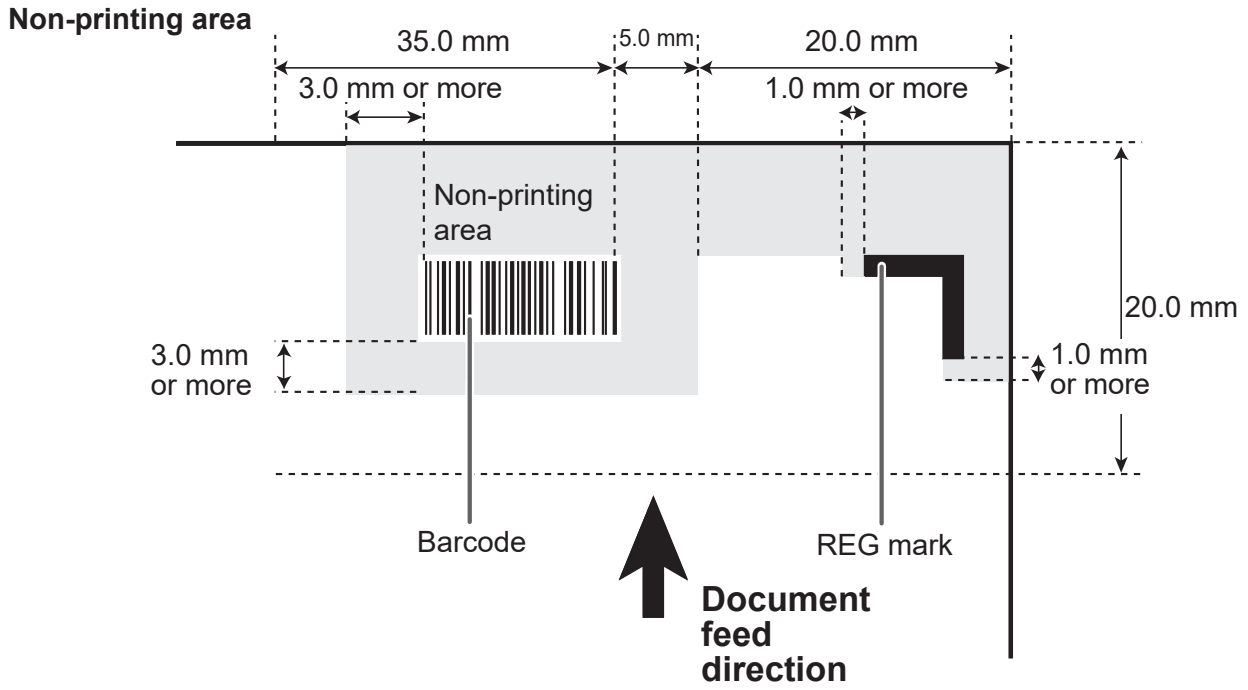 Non-printing area
35.0 mm
5.0 mm
20.0 mm
3.0 mm or more
1.0 mm or more
Non-printing
area
20.0 mm
3.0 mm
or more
1.0 mm
or more
Barcode
REG mark
Document
feed
direction